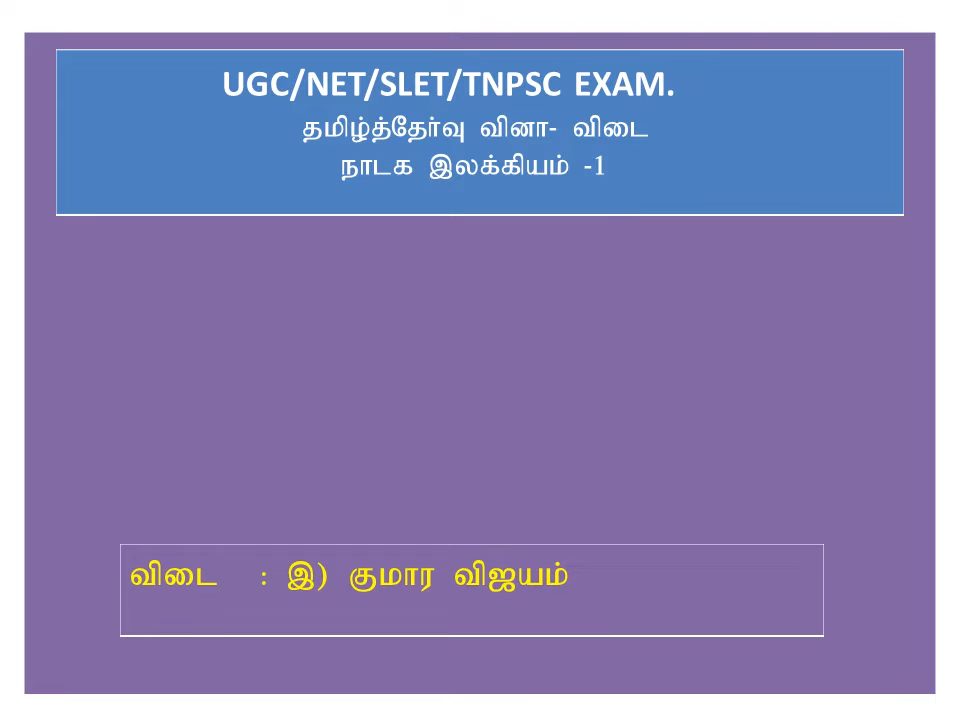 UGC/NET/SLET/TNPSC EXAM.
தமிழ்த்தேர்வு வினா- விடை
நாடக இலக்கியம் -1
விடை : இ) குமார விஜயம்